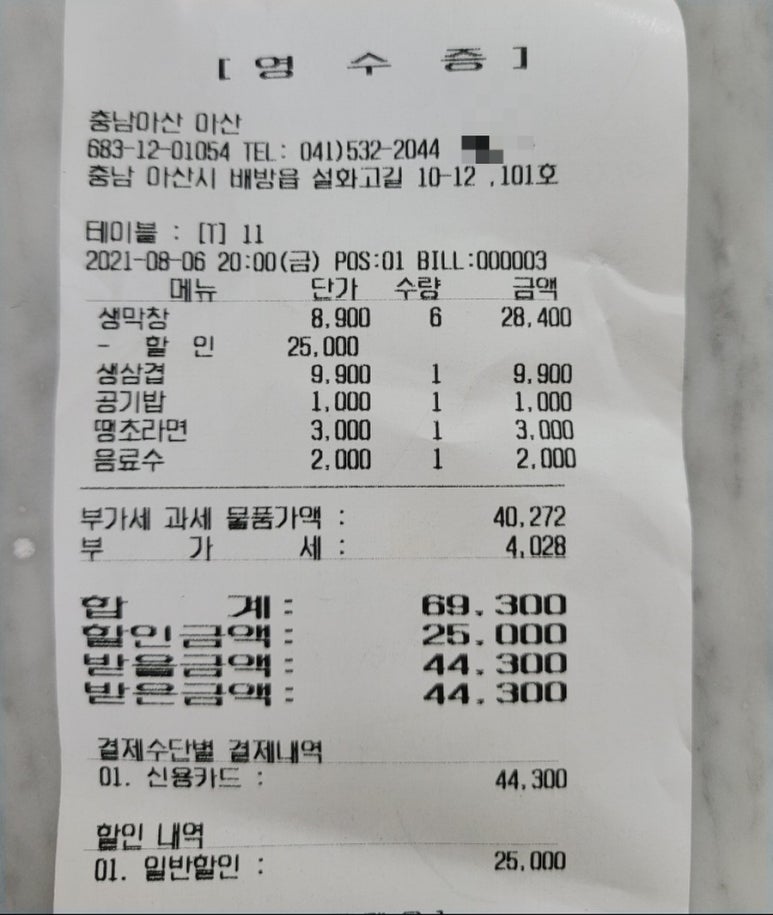 [ 영 수 증 ]
충남아산 아산
683-12-01054 TEL: 041)532-2044
충남 아산시 배방읍 설화고길 10-12 ,101호
테이블 : [T] 11
2021-08-06 20:00(금) POS:01 BILL:000003
메뉴 단가 수량 금액
생막창 8,900 6 28,400
- 할 인 25,000
생삼겹 9,900 1 9,900
공기밥 1,000 1 1,000
땡초라면 3,000 1 3,000
음료수 2,000 1 2,000
부가세 과세 물품가액 : 40,272
부 가 세 : 4,028
합 계 : 69,300
할인금액 : 25,000
받을금액 : 44,300
받은금액 : 44,300
결제수단별 결제내역
01. 신용카드 : 44,300
할인 내역
01. 일반할인 : 25,000